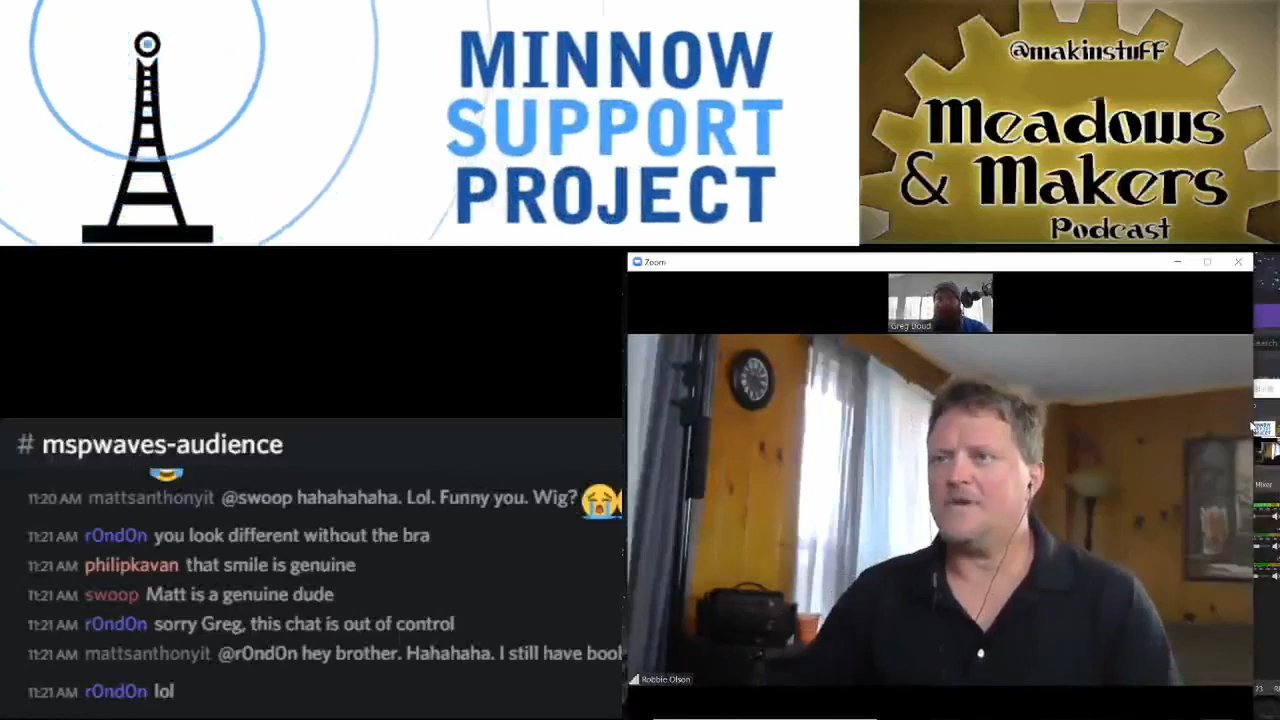 MINNOW
SUPPORT
PROJECT
@makinstuff
Meadows
& Makers
Podcast
Zoom
Greg Doud
# mspwaves-audience
11:20 AM mattsanthonyit @swoop hahahahaha. Lol. Funny you. Wig?
11:21 AM r0nd0n you look different without the bra
11:21 AM philipkavan that smile is genuine
11:21 AM swoop Matt is a genuine dude
11:21 AM r0nd0n sorry Greg, this chat is out of control
11:21 AM mattsanthonyit @r0nd0n hey brother. Hahahaha. I still have boo
11:21 AM r0nd0n lol
Robbie Olson
earch
Mixer